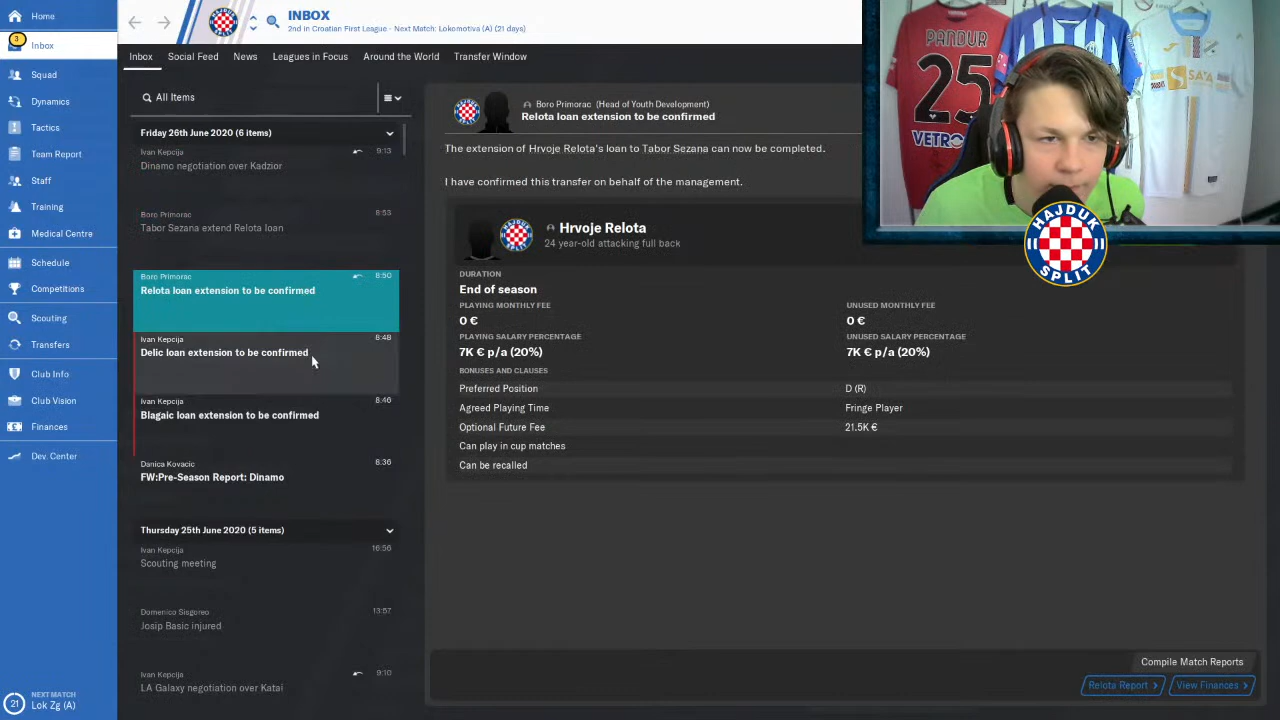 Home
3
Inbox
Squad
Dynamics
Tactics
Team Report
Staff
Training
Medical Centre
Schedule
Competitions
Scouting
Transfers
Club Info
Club Vision
Finances
Dev. Center
21
NEXT MATCH
Lok Zg (A)
INBOX
2nd in Croatian First League - Next Match: Lokomotiva (A) (21 days)
Inbox
Social Feed
News
Leagues in Focus
Around the World
Transfer Window
All Items
Friday 26th June 2020 (6 items)
Ivan Kepcija
9:13
Dinamo negotiation over Kadzior
Boro Primorac
8:53
Tabor Sezana extend Relota loan
Boro Primorac
8:50
Relota loan extension to be confirmed
Ivan Kepcija
8:48
Delic loan extension to be confirmed
Ivan Kepcija
8:46
Blagaic loan extension to be confirmed
Danica Kovacic
8:36
FW:Pre-Season Report: Dinamo
Thursday 25th June 2020 (5 items)
Ivan Kepcija
16:56
Scouting meeting
Domenico Sisgoreo
13:57
Josip Basic injured
Ivan Kepcija
9:10
LA Galaxy negotiation over Katai
Boro Primorac (Head of Youth Development)
Relota loan extension to be confirmed
The extension of Hrvoje Relota's loan to Tabor Sezana can now be completed.
I have confirmed this transfer on behalf of the management.
Hrvoje Relota
24 year-old attacking full back
DURATION
End of season
PLAYING MONTHLY FEE
UNUSED MONTHLY FEE
0 €
0 €
PLAYING SALARY PERCENTAGE
UNUSED SALARY PERCENTAGE
7K € p/a (20%)
7K € p/a (20%)
BONUSES AND CLAUSES
Preferred Position
D (R)
Agreed Playing Time
Fringe Player
Optional Future Fee
21.5K €
Can play in cup matches
Can be recalled
Compile Match Reports
Relota Report
View Finances
PANDUR
25
VETRO
SA'A
HAJDUK
SPLIT